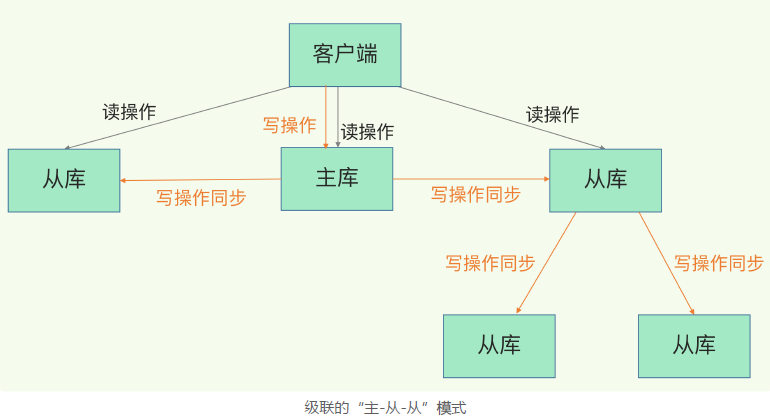 客户端
读操作
写操作
读操作
读操作
从库
主库
从库
写操作同步
写操作同步
写操作同步
写操作同步
从库
从库
级联的“主-从-从”模式